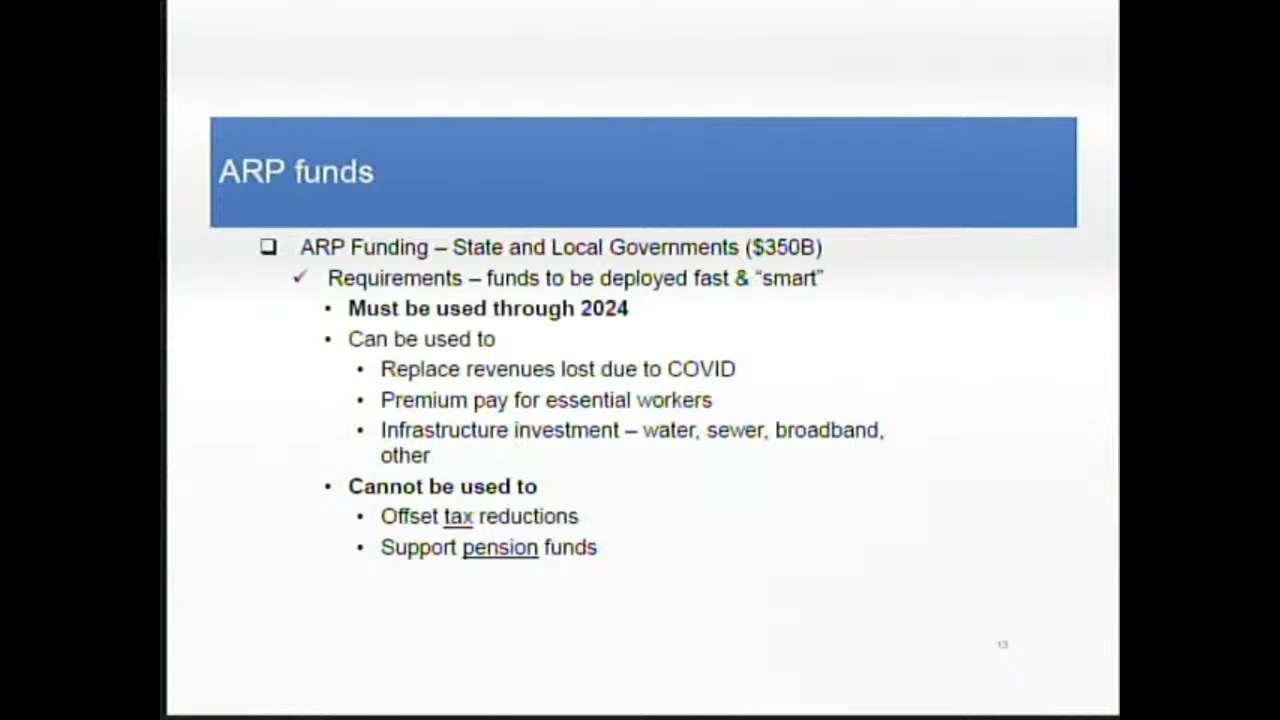 ARP funds
❑ ARP Funding – State and Local Governments ($350B)
✓ Requirements – funds to be deployed fast & “smart”
• Must be used through 2024
• Can be used to
• Replace revenues lost due to COVID
• Premium pay for essential workers
• Infrastructure investment – water, sewer, broadband,
other
• Cannot be used to
• Offset tax reductions
• Support pension funds
13